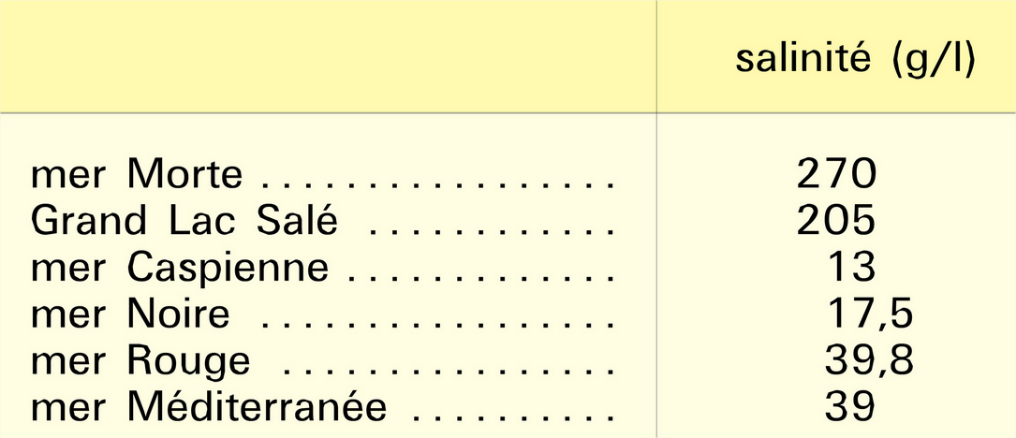 salinité (g/l)
mer Morte ................. 270
Grand Lac Salé ............ 205
mer Caspienne ............. 13
mer Noire ................. 17,5
mer Rouge ................ 39,8
mer Méditerranée .......... 39